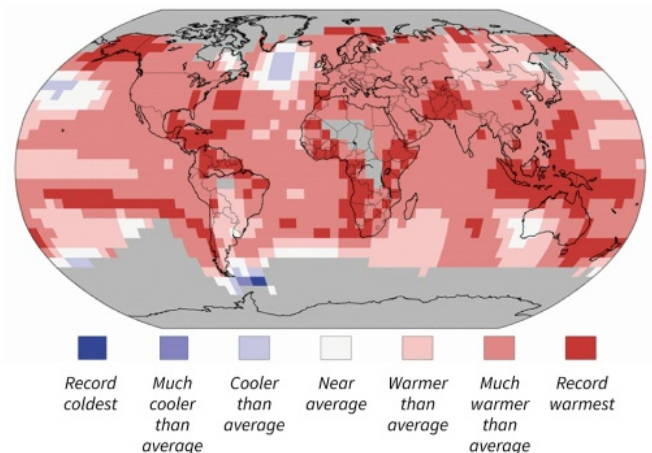 Record
coldest
Much
cooler
than
average
Cooler
than
average
Near
average
Warmer
than
average
Much
warmer
than
average
Record
warmest